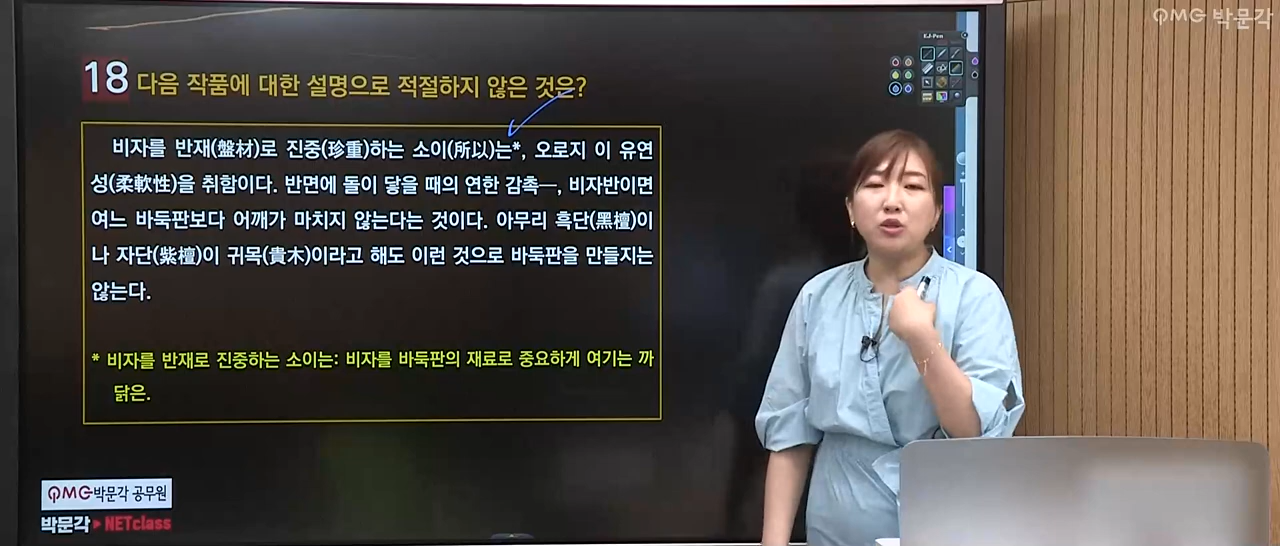 PMG 박문각
EJ-Pen
18 다음 작품에 대한 설명으로 적절하지 않은 것은?
비자를 반재(盤材)로 진중(珍重)하는 소이(所以)는*, 오로지 이 유연
성(柔軟性)을 취함이다. 반면에 돌이 닿을 때의 연한 감촉―, 비자반이면
여느 바둑판보다 어깨가 마치지 않는다는 것이다. 아무리 흑단(黑檀)이
나 자단(紫檀)이 귀목(貴木)이라고 해도 이런 것으로 바둑판을 만들지는
않는다.
* 비자를 반재로 진중하는 소이는: 비자를 바둑판의 재료로 중요하게 여기는 까
닭은.
PMG 박문각 공무원
박문각 ▶ NETclass